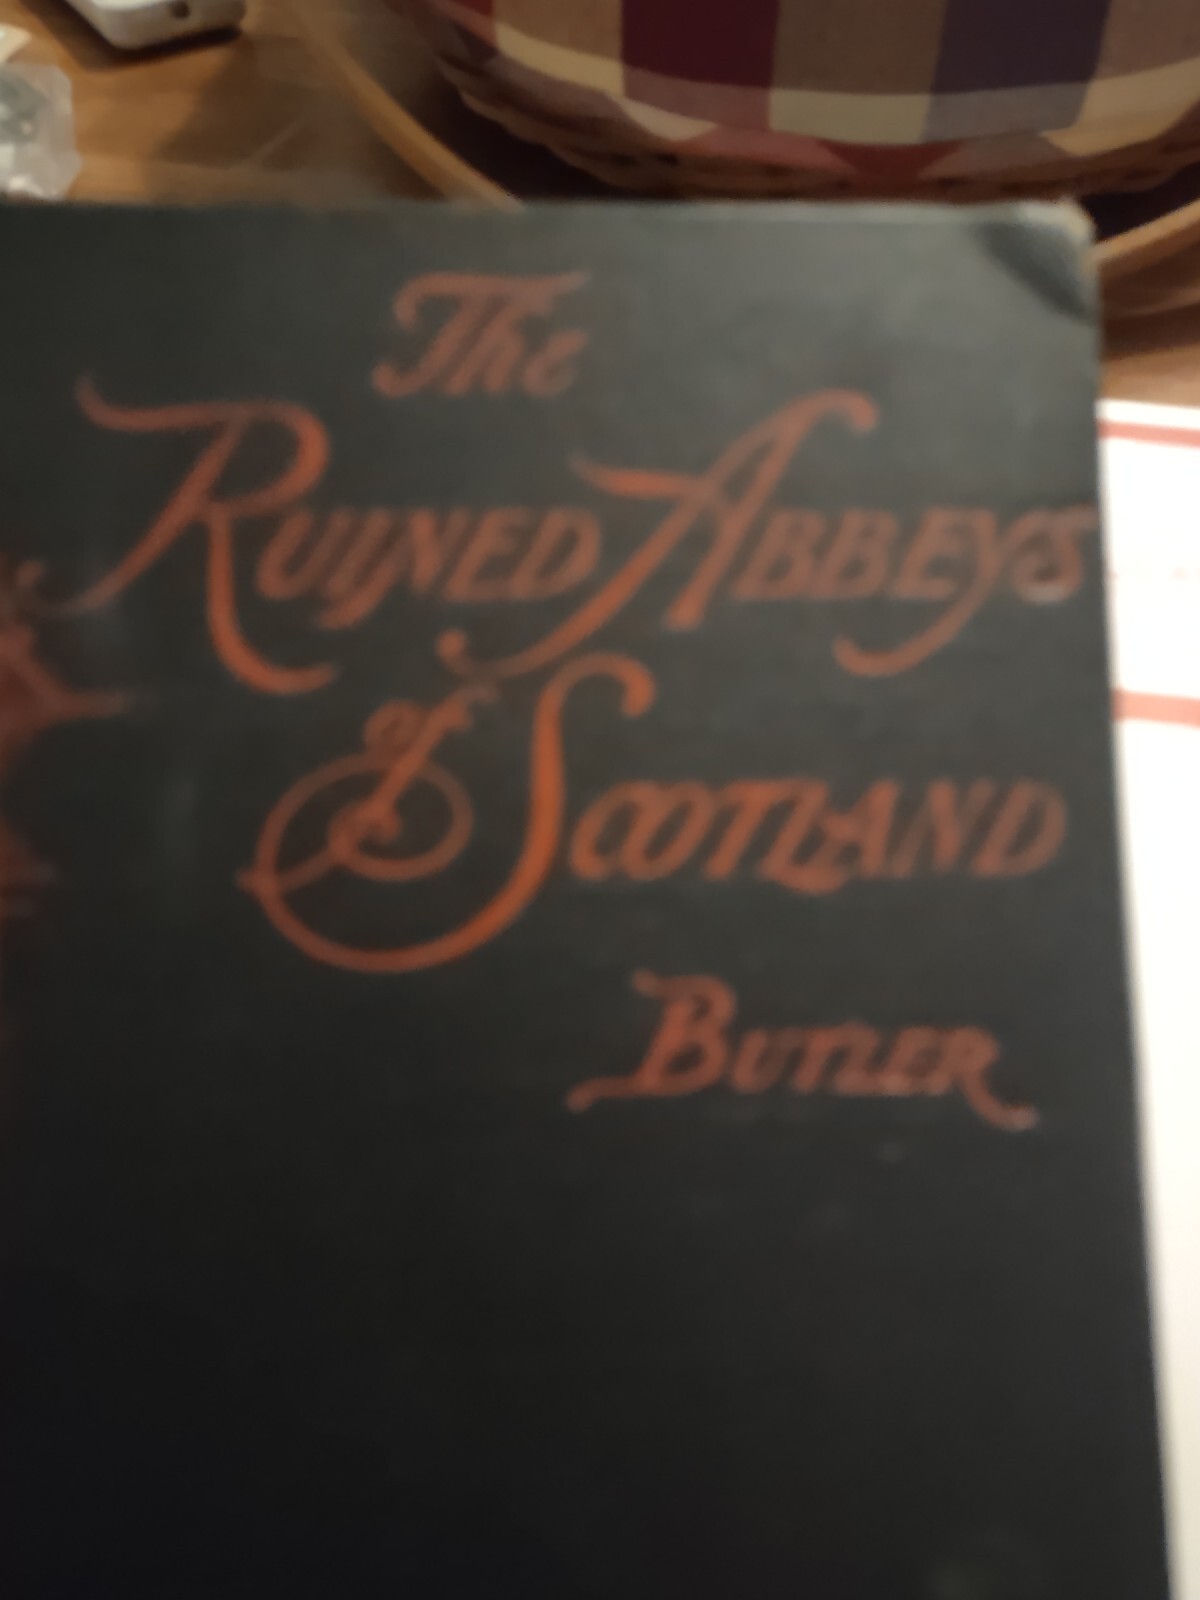 The
RUINED ABBEYS
of SCOTLAND
BUTLER